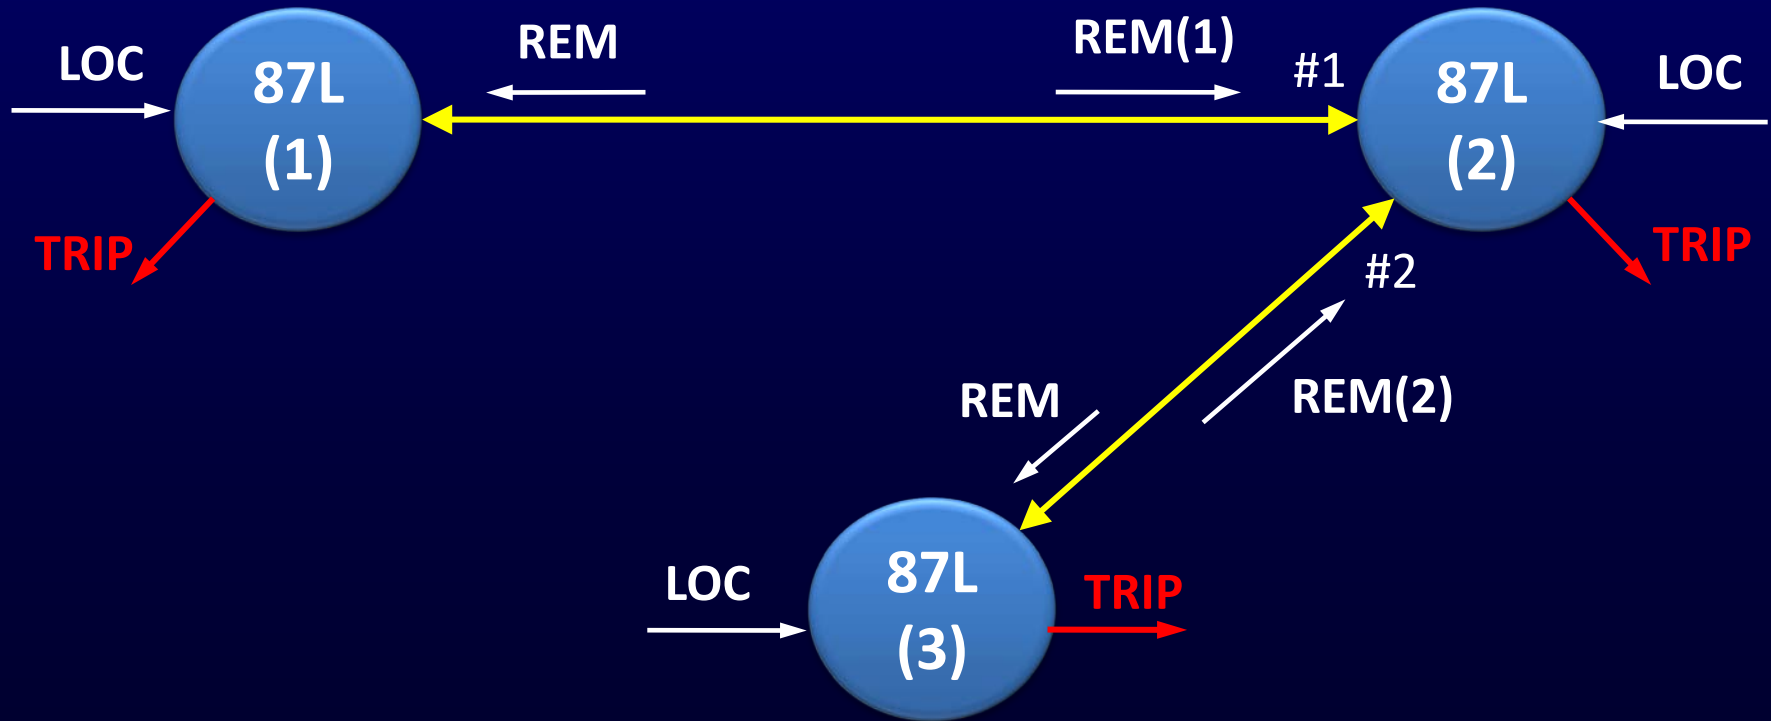 LOC
87L
(1)
REM
TRIP
REM(1)
#1
87L
(2)
LOC
TRIP
#2
REM
REM(2)
LOC
87L
(3)
TRIP